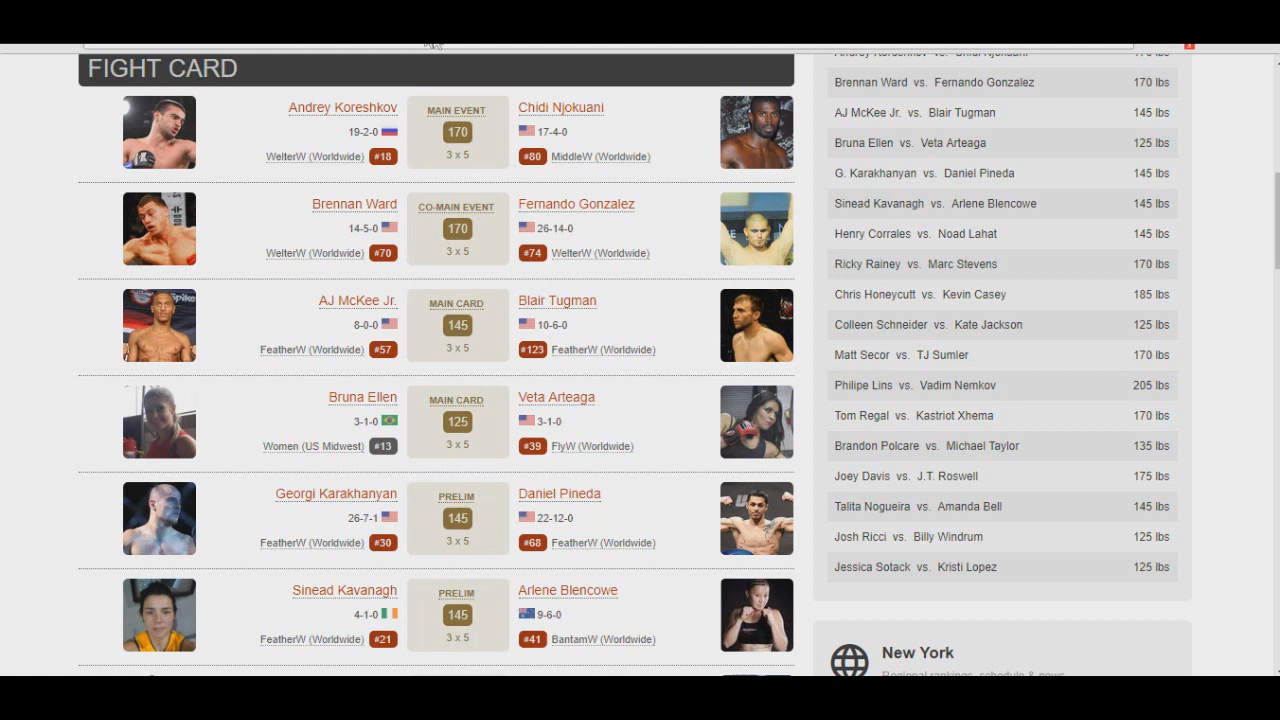 FIGHT CARD
Andrey Koreshkov MAIN EVENT Chidi Njokuani
19-2-0 170 17-4-0
WelterW (Worldwide) #18 3 x 5 #80 MiddleW (Worldwide)
Brennan Ward CO-MAIN EVENT Fernando Gonzalez
14-5-0 170 26-14-0
WelterW (Worldwide) #70 3 x 5 #74 WelterW (Worldwide)
AJ McKee Jr. MAIN CARD Blair Tugman
8-0-0 145 10-6-0
FeatherW (Worldwide) #57 3 x 5 #123 FeatherW (Worldwide)
Bruna Ellen MAIN CARD Veta Arteaga
3-1-0 125 3-1-0
Women (US Midwest) #13 3 x 5 #39 FlyW (Worldwide)
Georgi Karakhanyan PRELIM Daniel Pineda
26-7-1 145 22-12-0
FeatherW (Worldwide) #30 3 x 5 #68 FeatherW (Worldwide)
Sinead Kavanagh PRELIM Arlene Blencowe
4-1-0 145 9-6-0
FeatherW (Worldwide) #21 3 x 5 #41 BantamW (Worldwide)
Andrey Koreshkov vs. Chidi Njokuani 170 lbs
Brennan Ward vs. Fernando Gonzalez 170 lbs
AJ McKee Jr. vs. Blair Tugman 145 lbs
Bruna Ellen vs. Veta Arteaga 125 lbs
G. Karakhanyan vs. Daniel Pineda 145 lbs
Sinead Kavanagh vs. Arlene Blencowe 145 lbs
Henry Corrales vs. Noad Lahat 145 lbs
Ricky Rainey vs. Marc Stevens 170 lbs
Chris Honeycutt vs. Kevin Casey 185 lbs
Colleen Schneider vs. Kate Jackson 125 lbs
Matt Secor vs. TJ Sumler 170 lbs
Philipe Lins vs. Vadim Nemkov 205 lbs
Tom Regal vs. Kastriot Xhema 170 lbs
Brandon Polcare vs. Michael Taylor 135 lbs
Joey Davis vs. J.T. Roswell 175 lbs
Talita Nogueira vs. Amanda Bell 145 lbs
Josh Ricci vs. Billy Windrum 125 lbs
Jessica Sotack vs. Kristi Lopez 125 lbs
New York
Regional rankings, schedule & news